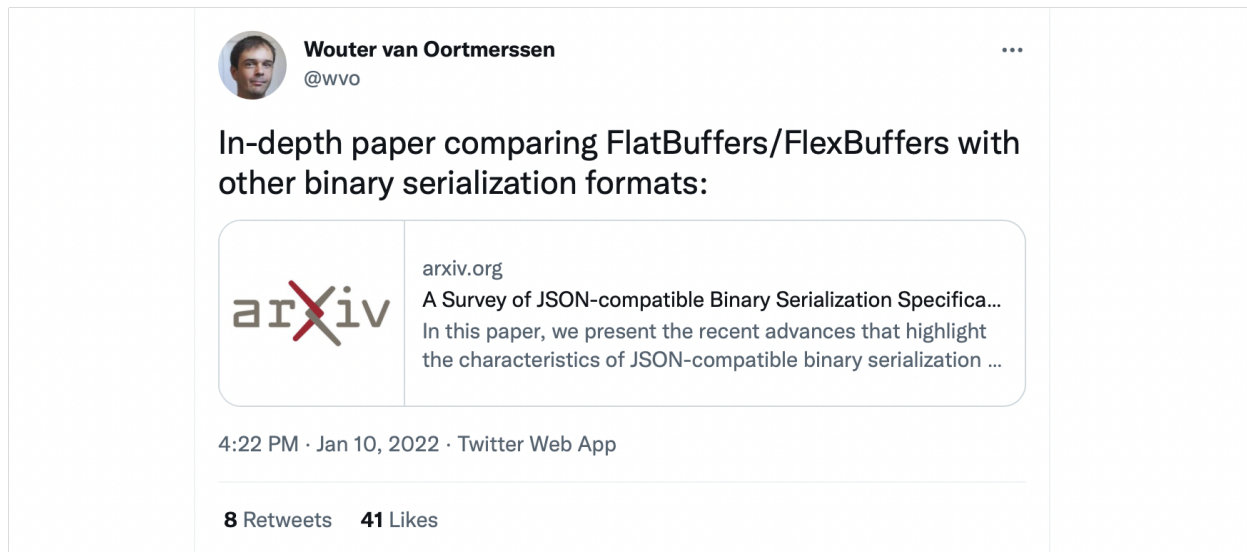 Wouter van Oortmerssen
@wvo
In-depth paper comparing FlatBuffers/FlexBuffers with
other binary serialization formats:
arXiv
arxiv.org
A Survey of JSON-compatible Binary Serialization Specifica...
In this paper, we present the recent advances that highlight
the characteristics of JSON-compatible binary serialization ...
4:22 PM · Jan 10, 2022 · Twitter Web App
8 Retweets 41 Likes